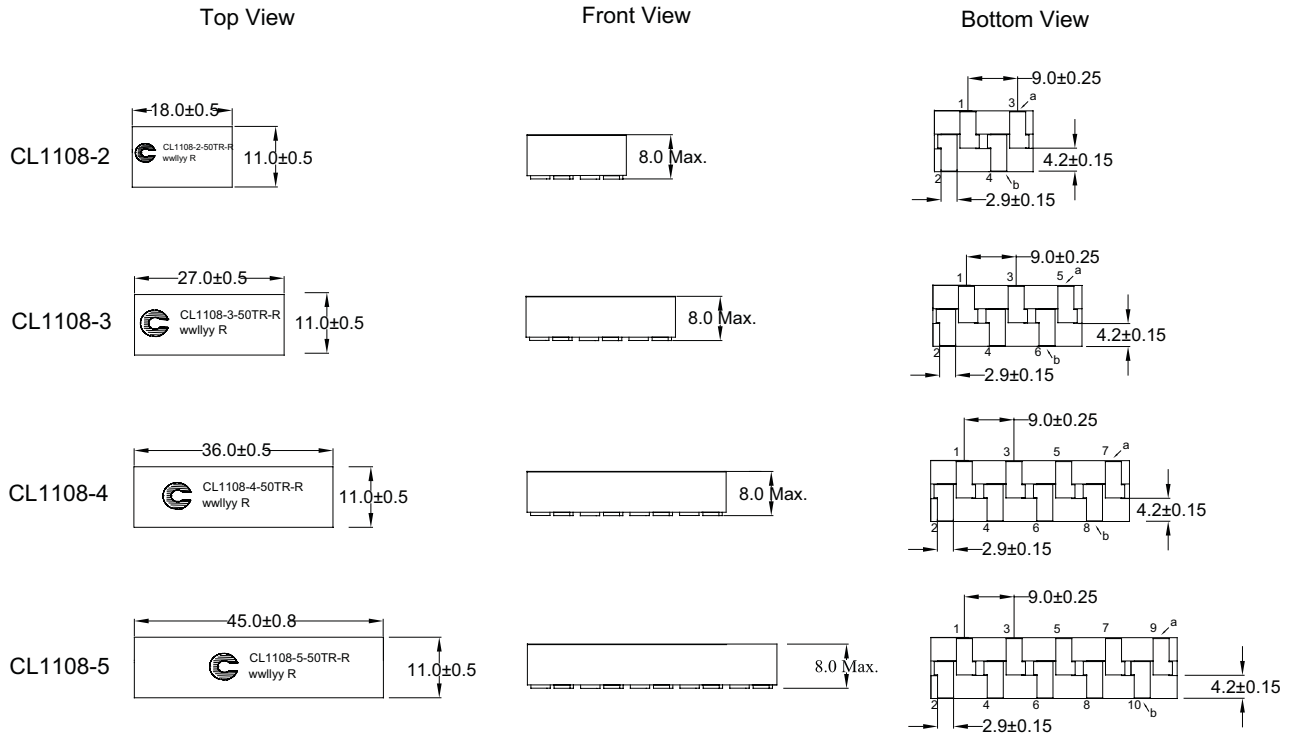 Top View
Front View
Bottom View
CL1108-2
18.0±0.5
CL1108-2-50TR-R
wwllyy R
11.0±0.5
8.0 Max.
9.0±0.25
1
3
a
4.2±0.15
2
4
b
2.9±0.15
CL1108-3
27.0±0.5
CL1108-3-50TR-R
wwllyy R
11.0±0.5
8.0 Max.
9.0±0.25
1
3
5
a
4.2±0.15
2
4
6
b
2.9±0.15
CL1108-4
36.0±0.5
CL1108-4-50TR-R
wwllyy R
11.0±0.5
8.0 Max.
9.0±0.25
1
3
5
7
a
4.2±0.15
2
4
6
8
b
2.9±0.15
CL1108-5
45.0±0.8
CL1108-5-50TR-R
wwllyy R
11.0±0.5
8.0 Max.
9.0±0.25
1
3
5
7
9
a
4.2±0.15
2
4
6
8
10
b
2.9±0.15